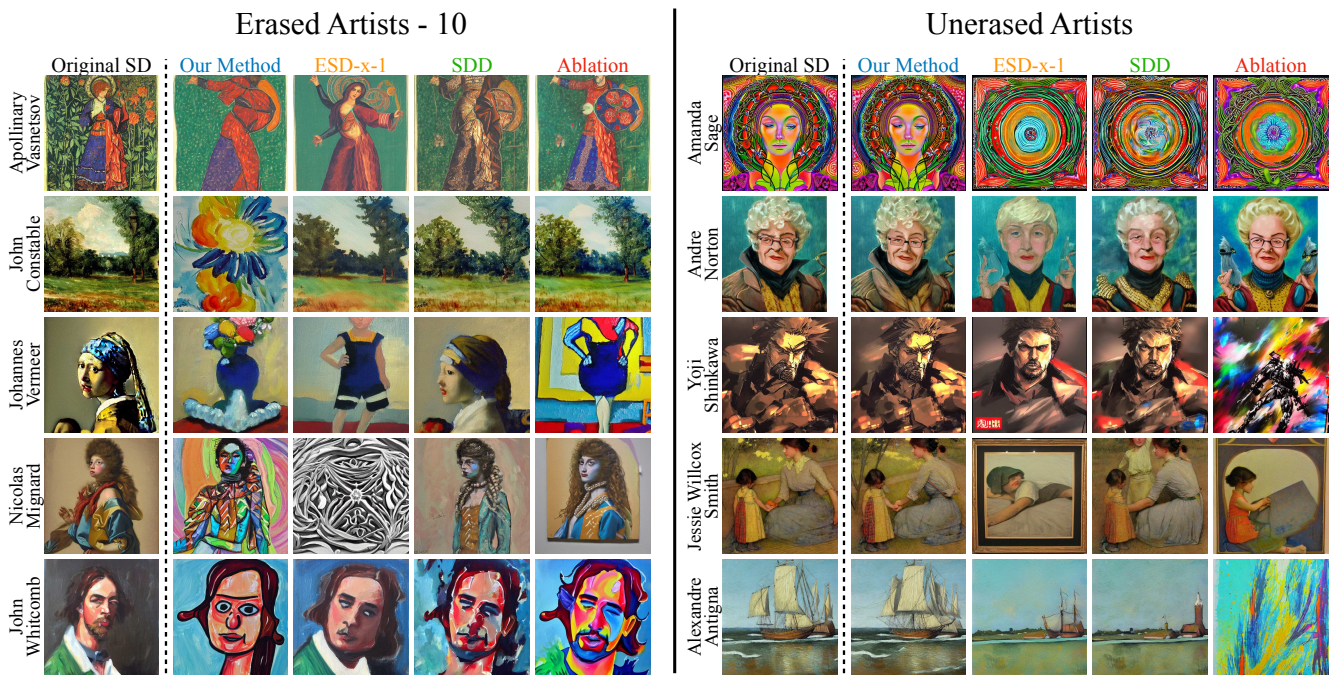 Erased Artists - 10
Original SD
Our Method
ESD-x-1
SDD
Ablation
Apollinary
Vasnetsov
John
Constable
Johannes
Vermeer
Nicolas
Mignard
John
Whitcomb
Unerased Artists
Original SD
Our Method
ESD-x-1
SDD
Ablation
Amanda
Sage
Andre
Norton
Yoji
Shinkawa
Jessie Willcox
Smith
Alexandre
Antigna